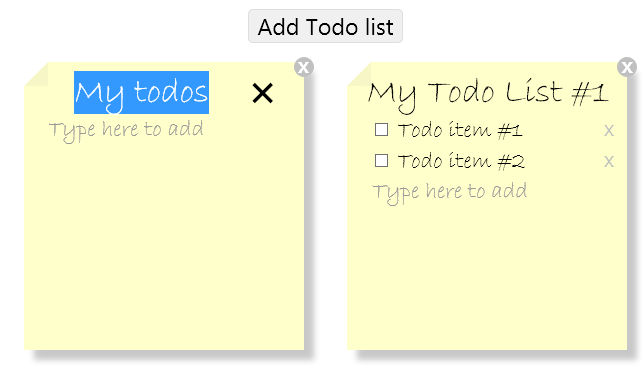 Add Todo list
x
My todos ×
Type here to add
x
My Todo List #1
Todo item #1 x
Todo item #2 x
Type here to add